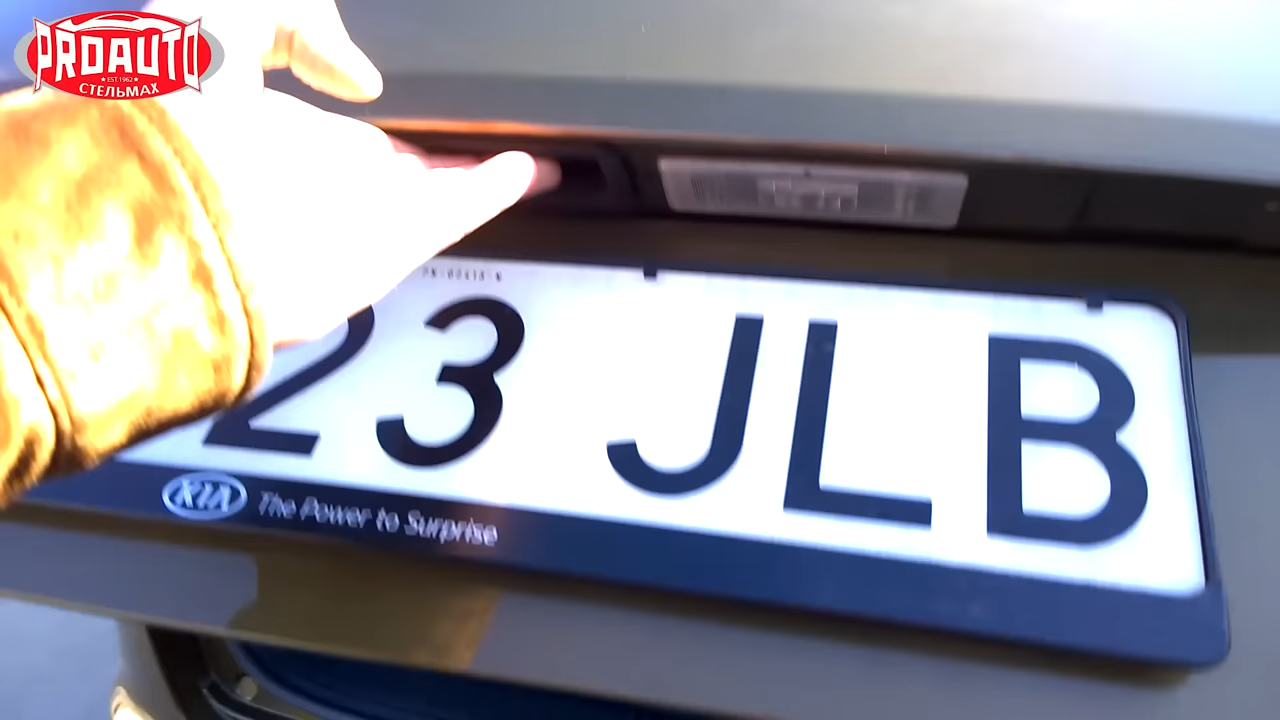 PROAUTO
★ EST.1962 ★
СТЕЛЬМАХ
23 JLB
KIA The Power to Surprise